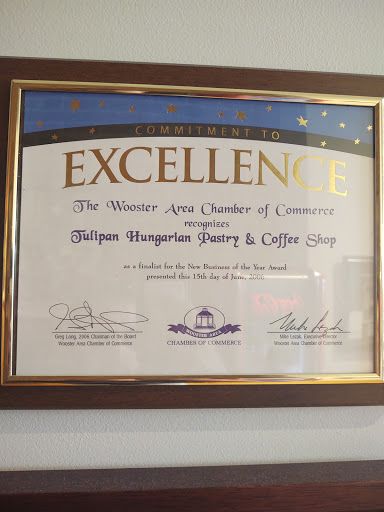 COMMITMENT TO
EXCELLENCE
The Wooster Area Chamber of Commerce
recognizes
Tulipan Hungarian Pastry & Coffee Shop
as a finalist for the New Business of the Year Award
presented this 15th day of June, 2006
Greg Long, 2006 Chairman of the Board
Wooster Area Chamber of Commerce
WOOSTER AREA
CHAMBER OF COMMERCE
Mike Lezak, Executive Director
Wooster Area Chamber of Commerce